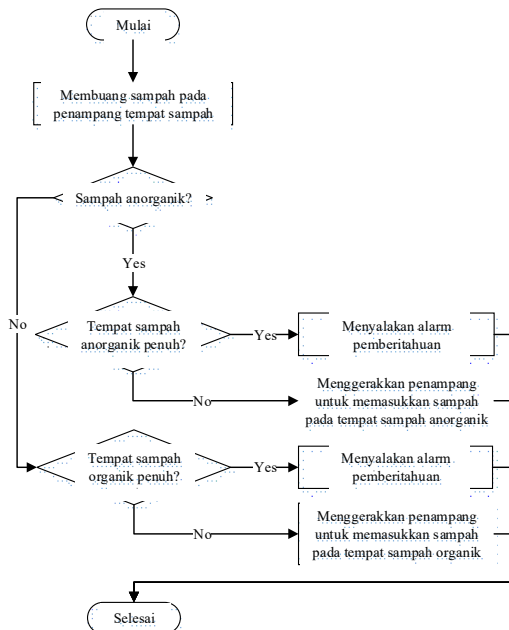 Mulai
Membuang sampah pada
penampang tempat sampah
Sampah anorganik?
Yes
No
Tempat sampah
anorganik penuh?
Yes
Menyalakan alarm
pemberitahuan
No
Menggerakkan penampang
untuk memasukkan sampah
pada tempat sampah anorganik
Tempat sampah
organik penuh?
Yes
Menyalakan alarm
pemberitahuan
No
Menggerakkan penampang
untuk memasukkan sampah
pada tempat sampah organik
Selesai